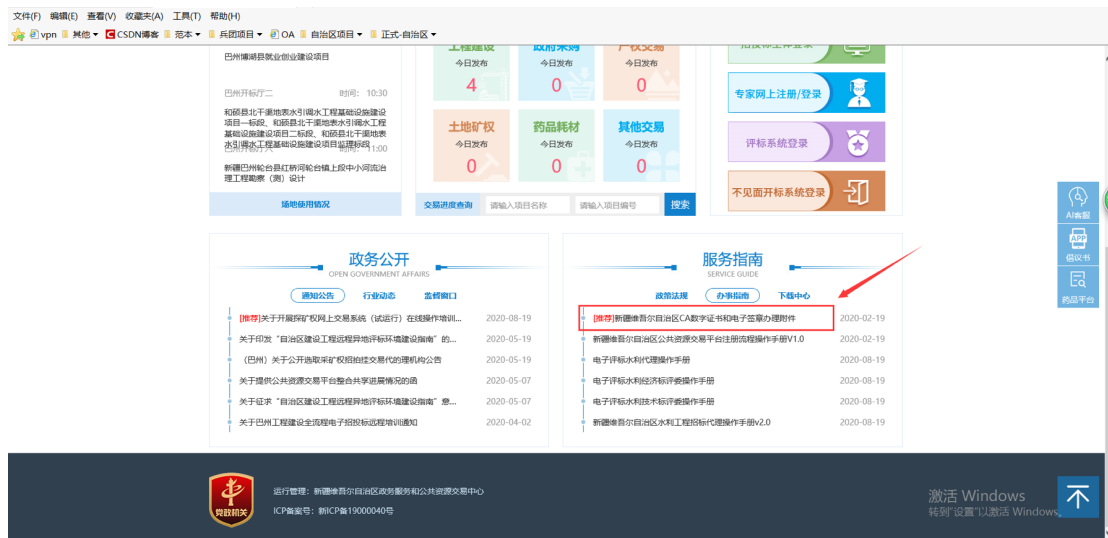 文件(F) 编辑(E) 查看(V) 收藏夹(A) 工具(T) 帮助(H)
vpn 其他 CSDN博客 范本 兵团项目 OA 自治区项目 正式-自治区
巴州博湖县就业创业建设项目
巴州开标厅二 时间: 10:30
和硕县北干渠地表水引调水工程基础设施建设
项目一标段、和硕县北干渠地表水引调水工程
基础设施建设项目二标段、和硕县北干渠地表
水引调水工程基础设施建设项目监理标段
11:00
新疆巴州轮台县红桥河轮台镇上段中小河流治
理工程勘察（测）设计
场地使用情况
工程建设 政府采购 产权交易
今日发布 今日发布 今日发布
4 0 0
土地矿权 药品耗材 其他交易
今日发布 今日发布 今日发布
0 0 0
交易进度查询 请输入项目名称 请输入项目编号 搜索
招投标主体登录
专家网上注册/登录
评标系统登录
不见面开标系统登录
AI客服
APP
倡议书
药品平台
政务公开
OPEN GOVERNMENT AFFAIRS
通知公告 行业动态 监督窗口
[推荐]关于开展探矿权网上交易系统（试运行）在线操作培训... 2020-08-19
关于印发“自治区建设工程远程异地评标环境建设指南”的... 2020-05-19
（巴州）关于公开选取采矿权招拍挂交易代理机构公告 2020-05-19
关于提供公共资源交易平台整合共享进展情况的函 2020-05-07
关于征求“自治区建设工程远程异地评标环境建设指南”意... 2020-05-07
关于巴州工程建设全流程电子招投标远程培训通知 2020-04-02
服务指南
SERVICE GUIDE
政策法规 办事指南 下载中心
[推荐]新疆维吾尔自治区CA数字证书和电子签章办理附件 2020-02-19
新疆维吾尔自治区公共资源交易平台注册流程操作手册V1.0 2020-02-19
电子评标水利代理操作手册 2020-08-19
电子评标水利经济标评委操作手册 2020-08-19
电子评标水利技术标评委操作手册 2020-08-19
新疆维吾尔自治区水利工程招标代理操作手册v2.0 2020-08-19
党政机关
运行管理：新疆维吾尔自治区政务服务和公共资源交易中心
ICP备案号：新ICP备19000040号
激活 Windows
转到"设置"以激活 Windows